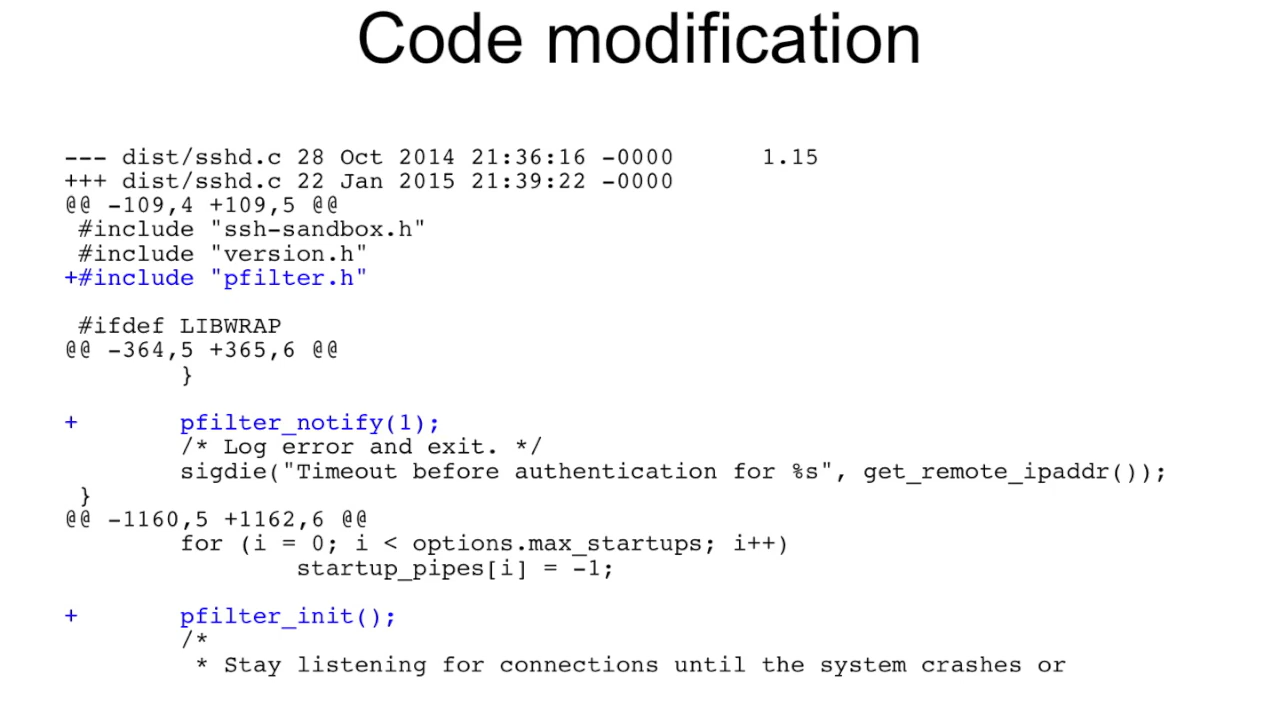 Code modification
--- dist/sshd.c 28 Oct 2014 21:36:16 -0000      1.15
+++ dist/sshd.c 22 Jan 2015 21:39:22 -0000
@@ -109,4 +109,5 @@
 #include "ssh-sandbox.h"
 #include "version.h"
+#include "pfilter.h"
 #ifdef LIBWRAP
@@ -364,5 +365,6 @@
        }
+       pfilter_notify(1);
        /* Log error and exit. */
        sigdie("Timeout before authentication for %s", get_remote_ipaddr());
 }
@@ -1160,5 +1162,6 @@
        for (i = 0; i < options.max_startups; i++)
                startup_pipes[i] = -1;
+       pfilter_init();
        /*
         * Stay listening for connections until the system crashes or